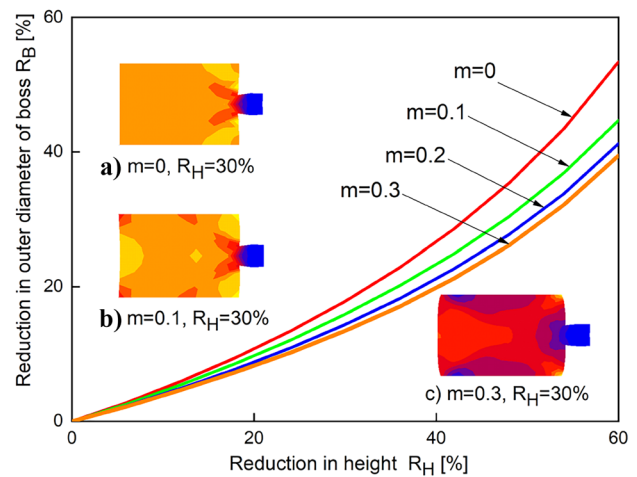 Reduction in outer diameter of boss R_B [%]
60
40
20
0
m=0
m=0.1
m=0.2
m=0.3
a) m=0, R_H=30%
b) m=0.1, R_H=30%
c) m=0.3, R_H=30%
0
20
40
60
Reduction in height R_H [%]